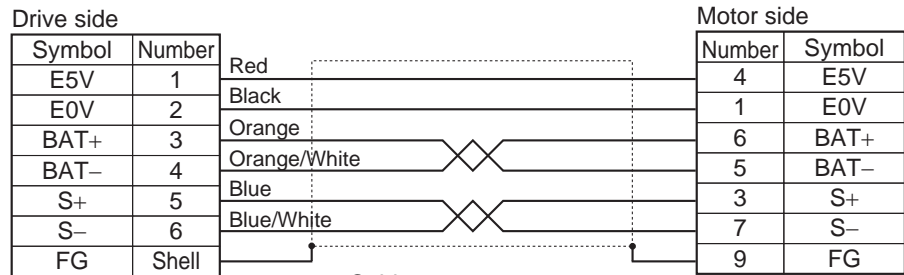 Drive side
Motor side
Symbol Number
Number Symbol
E5V 1 Red 4 E5V
E0V 2 Black 1 E0V
BAT+ 3 Orange 6 BAT+
BAT− 4 Orange/White 5 BAT−
S+ 5 Blue 3 S+
S− 6 Blue/White 7 S−
FG Shell 9 FG